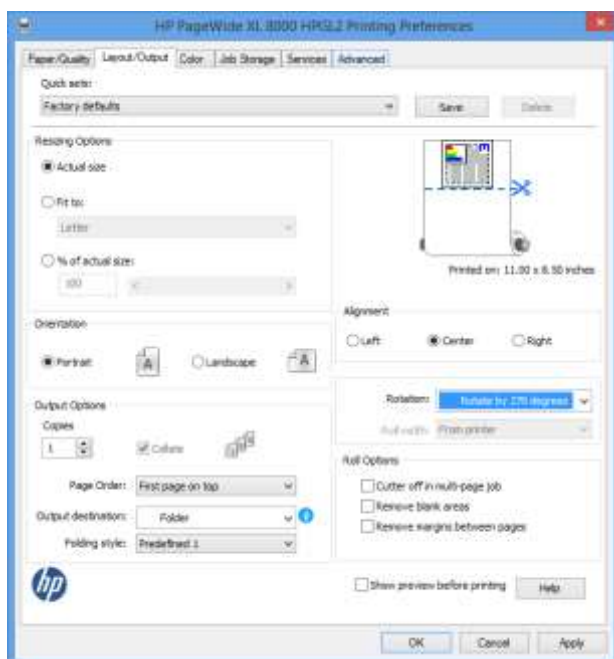 HP PageWide XL 8000 HPGL2 Printing Preferences
Paper/Quality Layout/Output Color Job Storage Services Advanced
Quick sets:
Factory defaults Save Delete
Resizing Options
Actual size
Fit to:
Letter
% of actual size:
100
Printed on: 11.00 x 8.50 inches
Orientation
Portrait A Landscape A
Alignment
Left Center Right
Rotation: Rotate by 270 degrees
Roll width: From printer
Output Options
Copies
1 Collate
Page Order: First page on top
Output destination: Folder
Folding style: Predefined 1
Roll Options
Cutter off in multi-page job
Remove blank areas
Remove margins between pages
hp
Show preview before printing Help
OK Cancel Apply